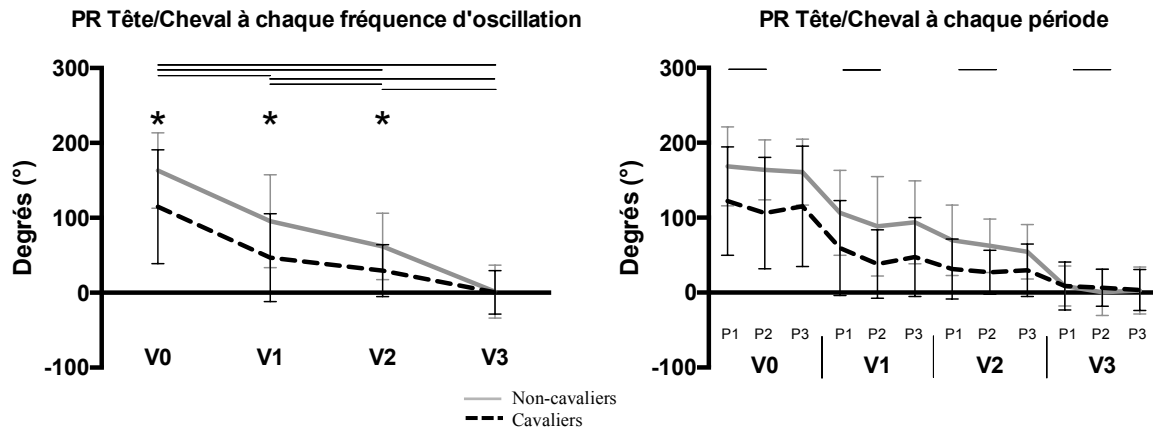 PR Tête/Cheval à chaque fréquence d'oscillation
300
200
100
0
-100
Degrés (°)
*
*
*
V0 V1 V2 V3
PR Tête/Cheval à chaque période
300
200
100
0
-100
Degrés (°)
P1 P2 P3 P1 P2 P3 P1 P2 P3 P1 P2 P3
V0 V1 V2 V3
Non-cavaliers
Cavaliers